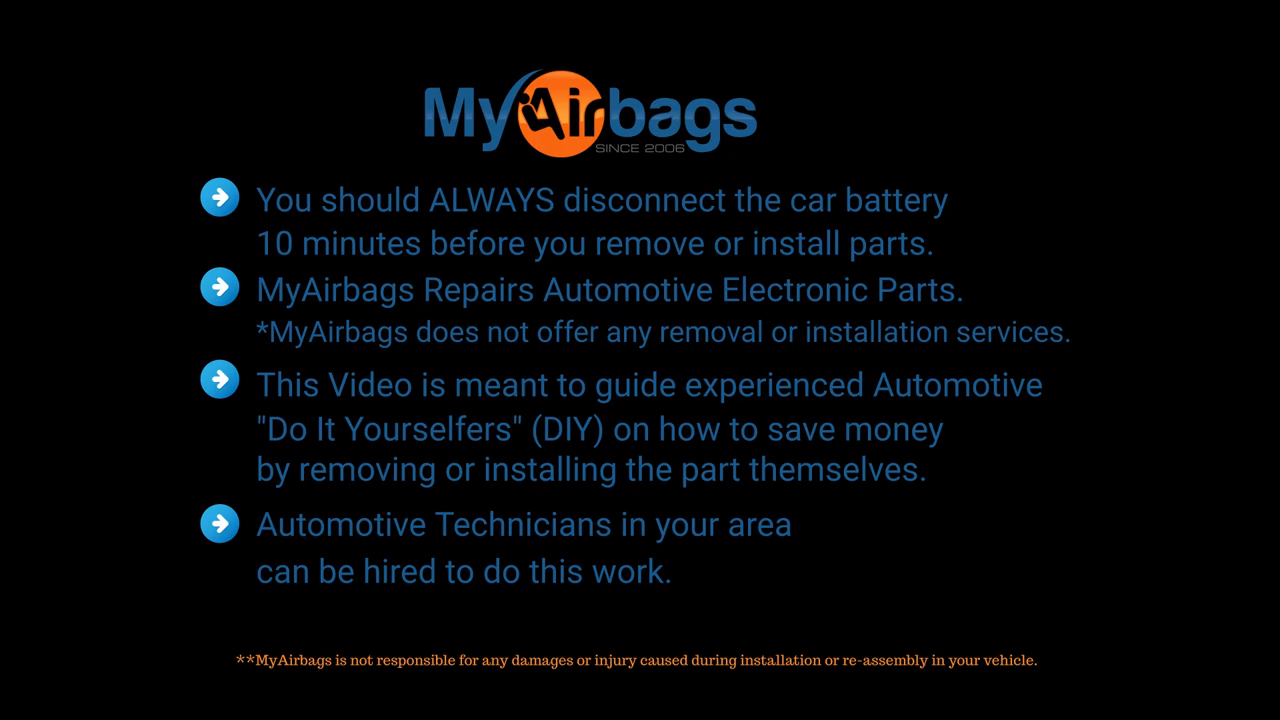 MyAirbags
SINCE 2006
You should ALWAYS disconnect the car battery
10 minutes before you remove or install parts.
MyAirbags Repairs Automotive Electronic Parts.
*MyAirbags does not offer any removal or installation services.
This Video is meant to guide experienced Automotive
"Do It Yourselfers" (DIY) on how to save money
by removing or installing the part themselves.
Automotive Technicians in your area
can be hired to do this work.
**MyAirbags is not responsible for any damages or injury caused during installation or re-assembly in your vehicle.